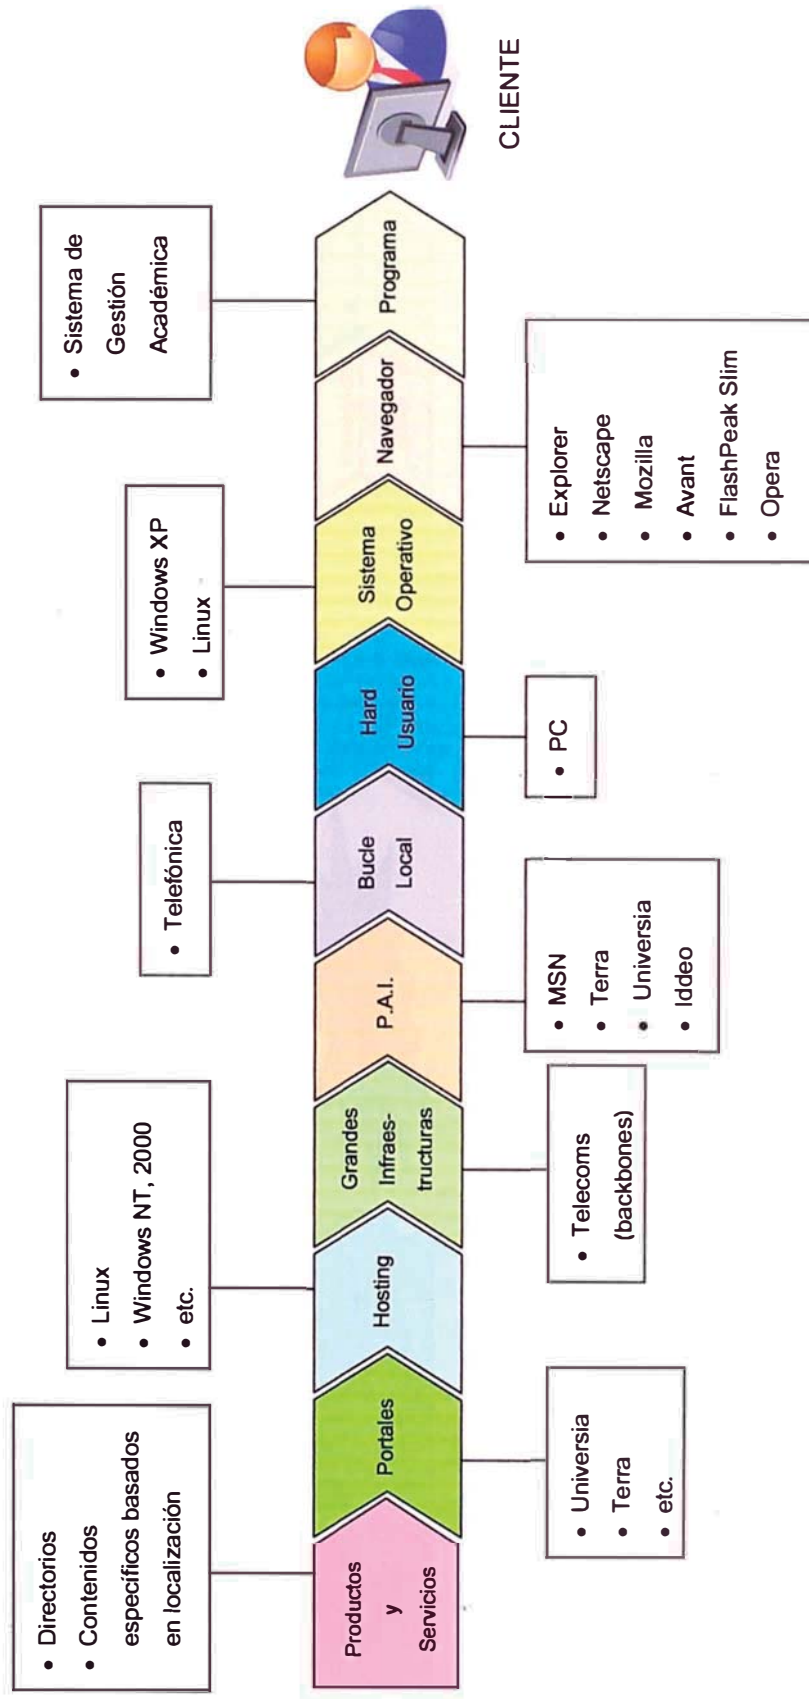 • Directorios
• Contenidos
específicos basados
en localización
• Linux
• Windows NT, 2000
• etc.
• Telefónica
• Windows XP
• Linux
• Sistema de
Gestión
Académica
Productos
y
Servicios
Portales
Hosting
Grandes
Infraes-
tructuras
P.A.I.
Bucle
Local
Hard
Usuario
Sistema
Operativo
Navegador
Programa
CLIENTE
• Universia
• Terra
• etc.
• Telecoms
(backbones)
• MSN
• Terra
• Universia
• Iddeo
• PC
• Explorer
• Netscape
• Mozilla
• Avant
• FlashPeak Slim
• Opera